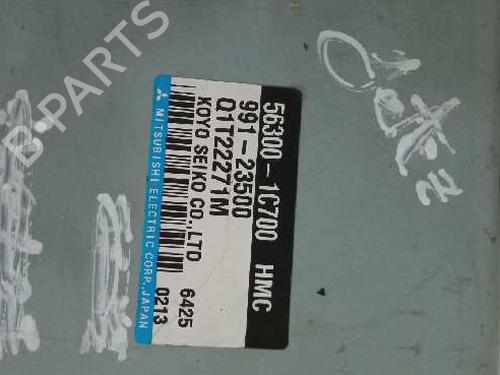 56300-1C700 HMC
991-23500
Q1T22271M
KOYO SEIKO CO.,LTD
6425
0213
MITSUBISHI ELECTRIC CORP.,JAPAN
B-PARTS